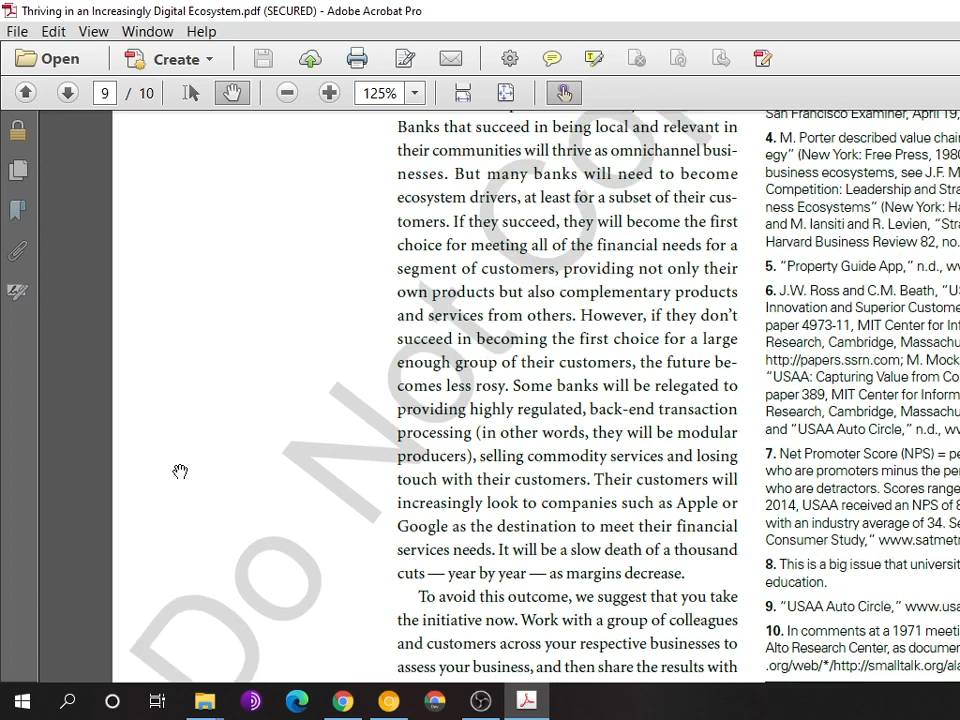 Thriving in an Increasingly Digital Ecosystem.pdf (SECURED) - Adobe Acrobat Pro
File Edit View Window Help
Open Create
9 / 10 125%
Banks that succeed in being local and relevant in
their communities will thrive as omnichannel busi-
nesses. But many banks will need to become
ecosystem drivers, at least for a subset of their cus-
tomers. If they succeed, they will become the first
choice for meeting all of the financial needs for a
segment of customers, providing not only their
own products but also complementary products
and services from others. However, if they don't
succeed in becoming the first choice for a large
enough group of their customers, the future be-
comes less rosy. Some banks will be relegated to
providing highly regulated, back-end transaction
processing (in other words, they will be modular
producers), selling commodity services and losing
touch with their customers. Their customers will
increasingly look to companies such as Apple or
Google as the destination to meet their financial
services needs. It will be a slow death of a thousand
cuts — year by year — as margins decrease.
To avoid this outcome, we suggest that you take
the initiative now. Work with a group of colleagues
and customers across your respective businesses to
assess your business, and then share the results with
San Francisco Examiner, April 19,
4. M. Porter described value chai
egy" (New York: Free Press, 1980
business ecosystems, see J.F. M
Competition: Leadership and Stra
ness Ecosystems" (New York: Ha
and M. Iansiti and R. Levien, "Stra
Harvard Business Review 82, no.
5. "Property Guide App," n.d., ww
6. J.W. Ross and C.M. Beath, "US
Innovation and Superior Custome
paper 4973-11, MIT Center for Inf
Research, Cambridge, Massachu
http://papers.ssrn.com; M. Mock
"USAA: Capturing Value from Co
paper 389, MIT Center for Inform
Research, Cambridge, Massachu
and "USAA Auto Circle," n.d., ww
7. Net Promoter Score (NPS) = pe
who are promoters minus the per
who are detractors. Scores range
2014, USAA received an NPS of 8
with an industry average of 34. Se
Consumer Study," www.satmetr
8. This is a big issue that universit
education.
9. "USAA Auto Circle," www.usa
10. In comments at a 1971 meeti
Alto Research Center, as documen
.org/web/*/http://smalltalk.org/ala
Do Not Cop